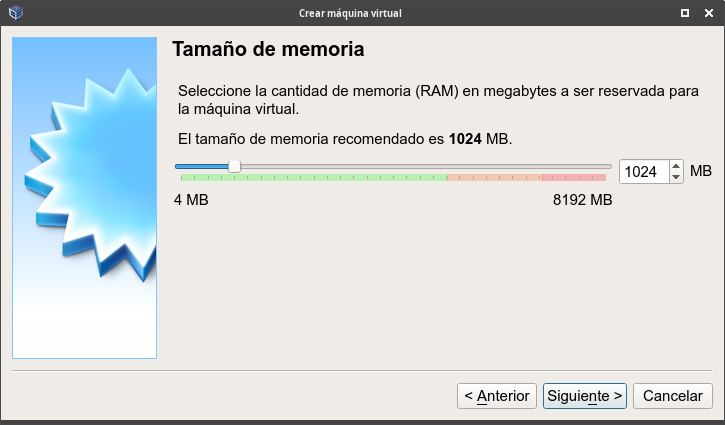 Crear máquina virtual
Tamaño de memoria
Seleccione la cantidad de memoria (RAM) en megabytes a ser reservada para
la máquina virtual.
El tamaño de memoria recomendado es 1024 MB.
1024 MB
4 MB 8192 MB
< Anterior Siguiente > Cancelar